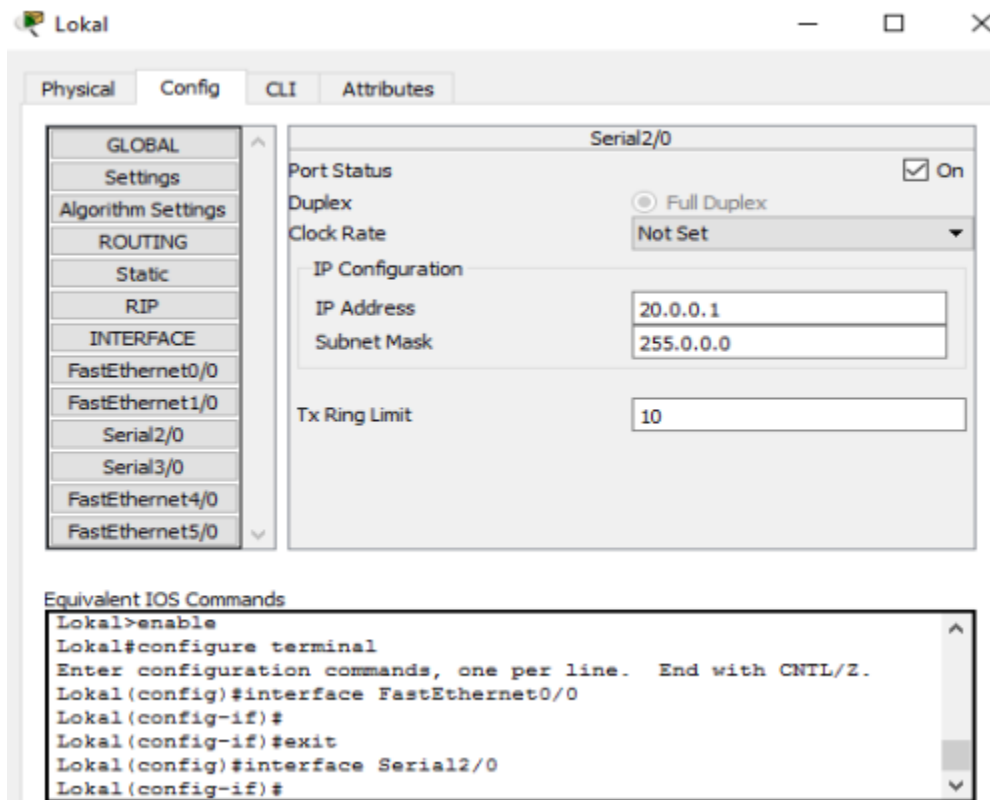 Lokal
Physical Config CLI Attributes
GLOBAL
Settings
Algorithm Settings
ROUTING
Static
RIP
INTERFACE
FastEthernet0/0
FastEthernet1/0
Serial2/0
Serial3/0
FastEthernet4/0
FastEthernet5/0
Serial2/0
Port Status On
Duplex Full Duplex
Clock Rate Not Set
IP Configuration
IP Address 20.0.0.1
Subnet Mask 255.0.0.0
Tx Ring Limit 10
Equivalent IOS Commands
Lokal>enable
Lokal#configure terminal
Enter configuration commands, one per line.  End with CNTL/Z.
Lokal(config)#interface FastEthernet0/0
Lokal(config-if)#
Lokal(config-if)#exit
Lokal(config)#interface Serial2/0
Lokal(config-if)#